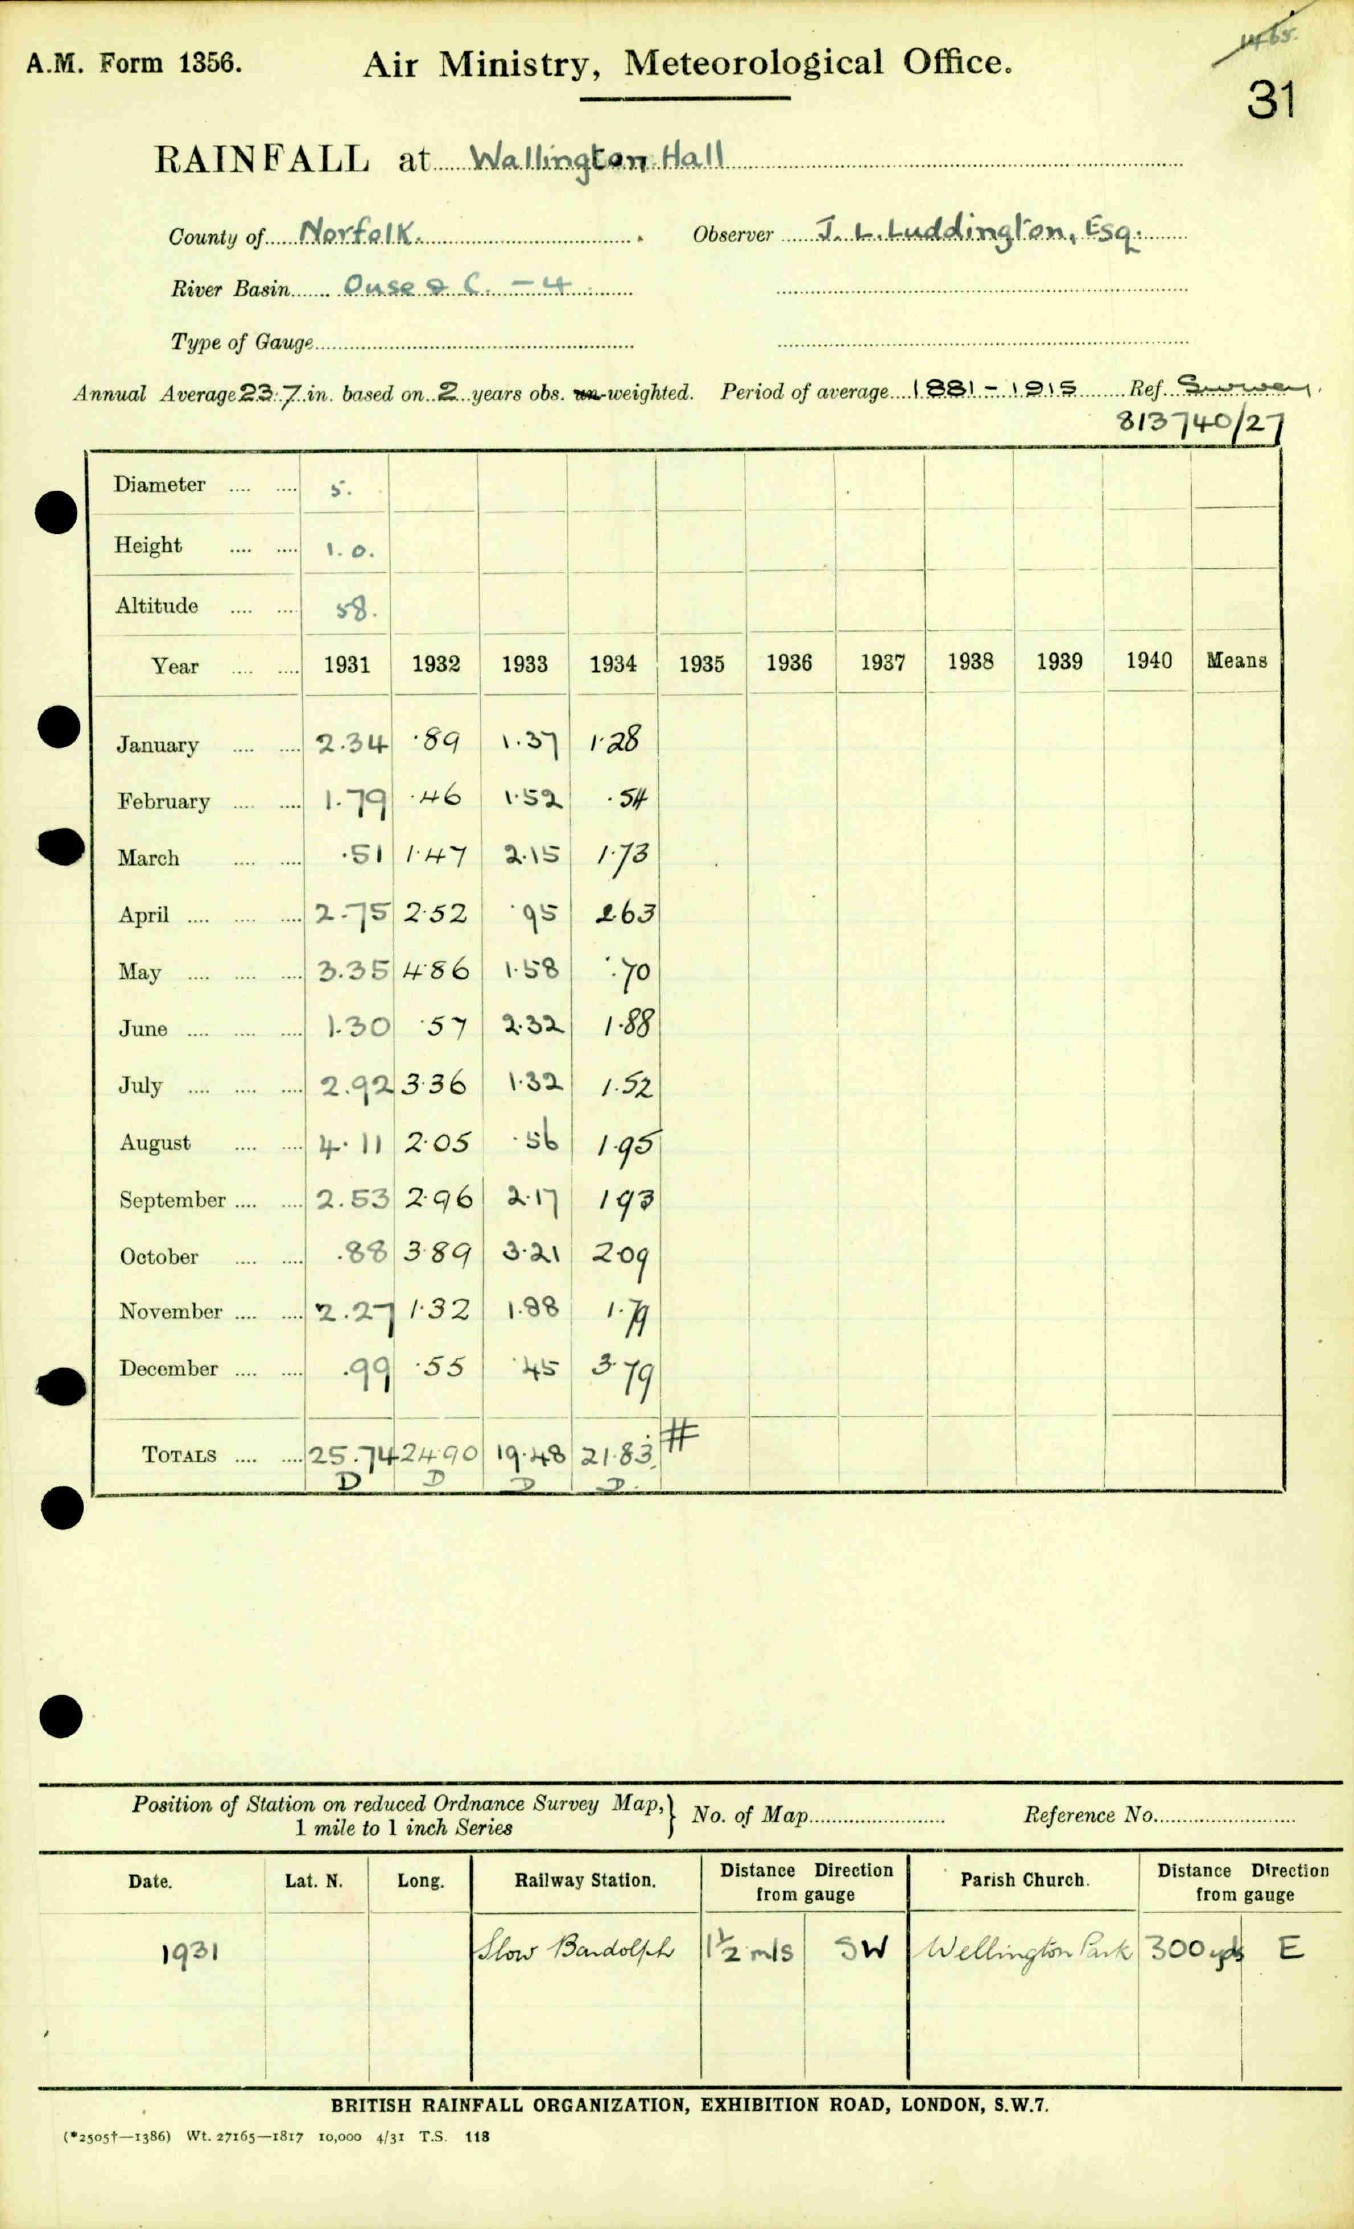 1465.
A.M. Form 1356.
Air Ministry, Meteorological Office.
31
RAINFALL at Wallington Hall
County of Norfolk. Observer J. L. Luddington, Esq.
River Basin Ouse & C. - 4
Type of Gauge
Annual Average 23.7 in. based on 2 years obs. un-weighted. Period of average 1881 - 1915 Ref.
813740/27
Diameter 5.
Height 1.0.
Altitude 58.
Year 1931 1932 1933 1934 1935 1936 1937 1938 1939 1940 Means
January 2.34 .89 1.37 1.28
February 1.79 .46 1.52 .54
March .51 1.47 2.15 1.73
April 2.75 2.52 .95 2.63
May 3.35 4.86 1.58 .70
June 1.30 .57 2.32 1.88
July 2.92 3.36 1.32 1.52
August 4.11 2.05 .56 1.95
September 2.53 2.96 2.17 1.93
October .88 3.89 3.21 2.09
November 2.27 1.32 1.88 1.79
December .99 .55 .45 3.79
TOTALS 25.74 24.90 19.48 21.83 #
D D D D
Position of Station on reduced Ordnance Survey Map, } No. of Map Reference No.
1 mile to 1 inch Series
Date. Lat. N. Long. Railway Station. Distance Direction from gauge Parish Church. Distance Direction from gauge
1931 Stow Bardolph 1½ mls SW Wellington Park 300 yds E
BRITISH RAINFALL ORGANIZATION, EXHIBITION ROAD, LONDON, S.W.7.
(*2505†—1386) Wt. 27165—1817 10,000 4/31 T.S. 118